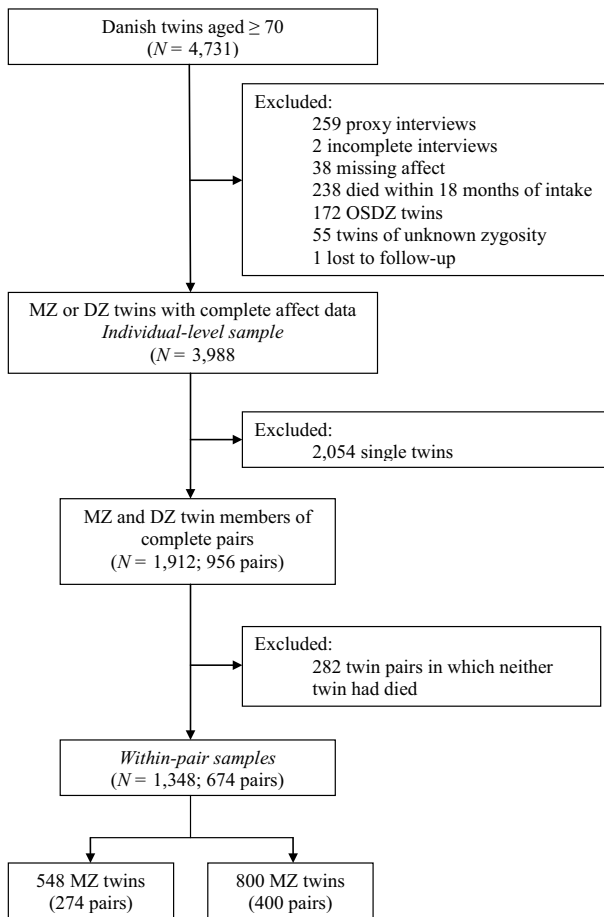 Danish twins aged ≥ 70
(N = 4,731)
Excluded:
259 proxy interviews
2 incomplete interviews
38 missing affect
238 died within 18 months of intake
172 OSDZ twins
55 twins of unknown zygosity
1 lost to follow-up
MZ or DZ twins with complete affect data
Individual-level sample
(N = 3,988
Excluded:
2,054 single twins
MZ and DZ twin members of
complete pairs
(N = 1,912; 956 pairs)
Excluded:
282 twin pairs in which neither
twin had died
Within-pair samples
(N = 1,348; 674 pairs)
548 MZ twins
(274 pairs)
800 MZ twins
(400 pairs)